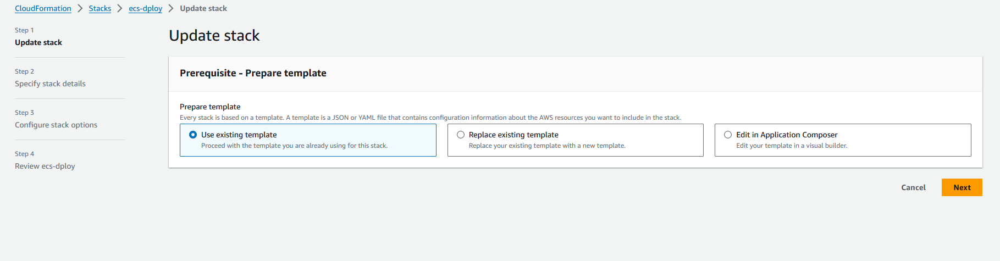 CloudFormation > Stacks > ecs-dploy > Update stack
Step 1
Update stack
Step 2
Specify stack details
Step 3
Configure stack options
Step 4
Review ecs-dploy
Update stack
Prerequisite - Prepare template
Prepare template
Every stack is based on a template. A template is a JSON or YAML file that contains configuration information about the AWS resources you want to include in the stack.
Use existing template
Proceed with the template you are already using for this stack.
Replace existing template
Replace your existing template with a new template.
Edit in Application Composer
Edit your template in a visual builder.
Cancel
Next